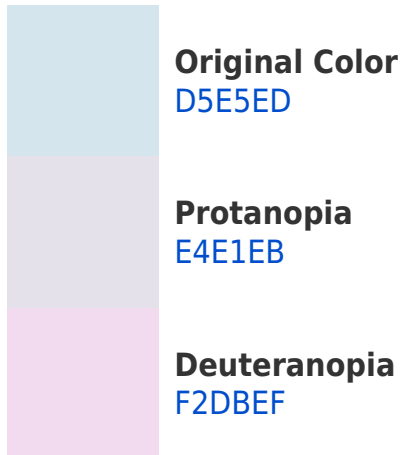 Original Color
D5E5ED
Protanopia
E4E1EB
Deuteranopia
F2DBEF